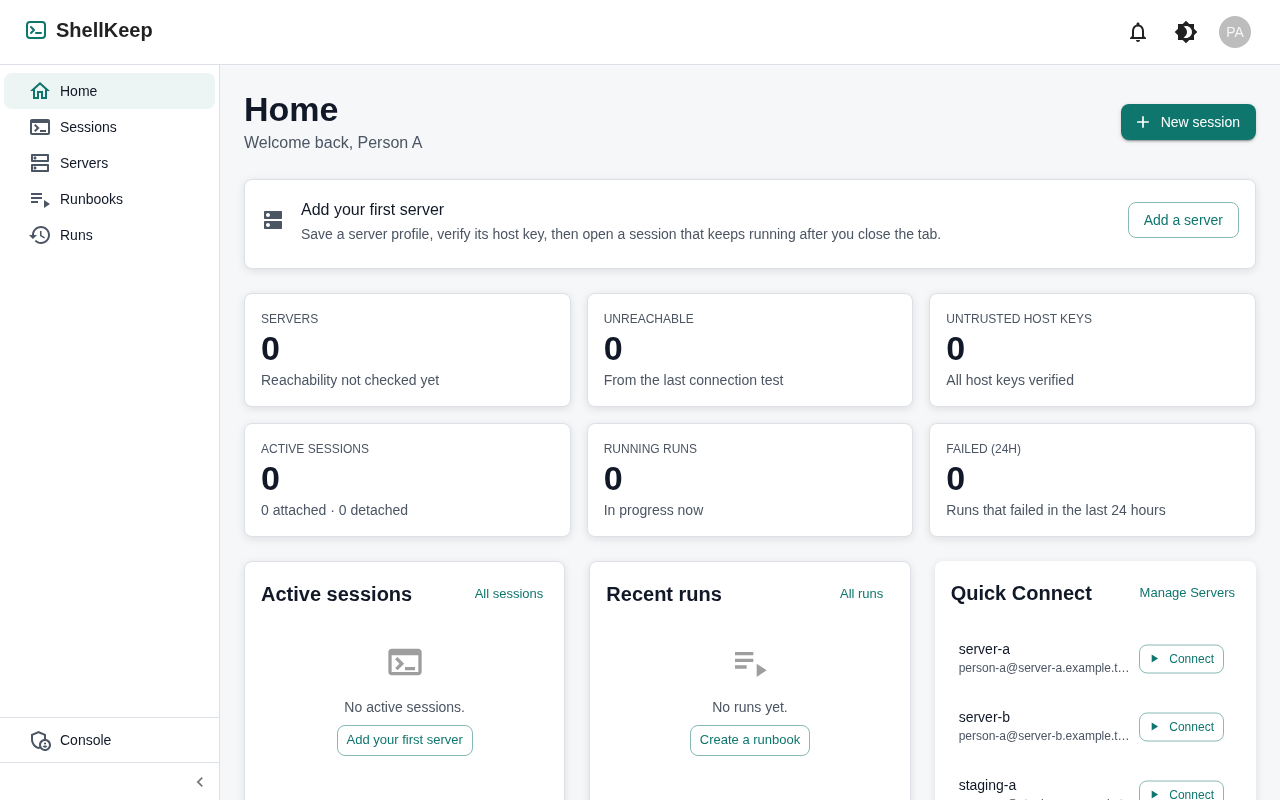 ShellKeep
PA
Home
Sessions
Servers
Runbooks
Runs
Console
Home
Welcome back, Person A
New session
Add your first server
Save a server profile, verify its host key, then open a session that keeps running after you close the tab.
Add a server
SERVERS
0
Reachability not checked yet
UNREACHABLE
0
From the last connection test
UNTRUSTED HOST KEYS
0
All host keys verified
ACTIVE SESSIONS
0
0 attached · 0 detached
RUNNING RUNS
0
In progress now
FAILED (24H)
0
Runs that failed in the last 24 hours
Active sessions
All sessions
No active sessions.
Add your first server
Recent runs
All runs
No runs yet.
Create a runbook
Quick Connect
Manage Servers
server-a
person-a@server-a.example.t…
Connect
server-b
person-a@server-b.example.t…
Connect
staging-a
Connect